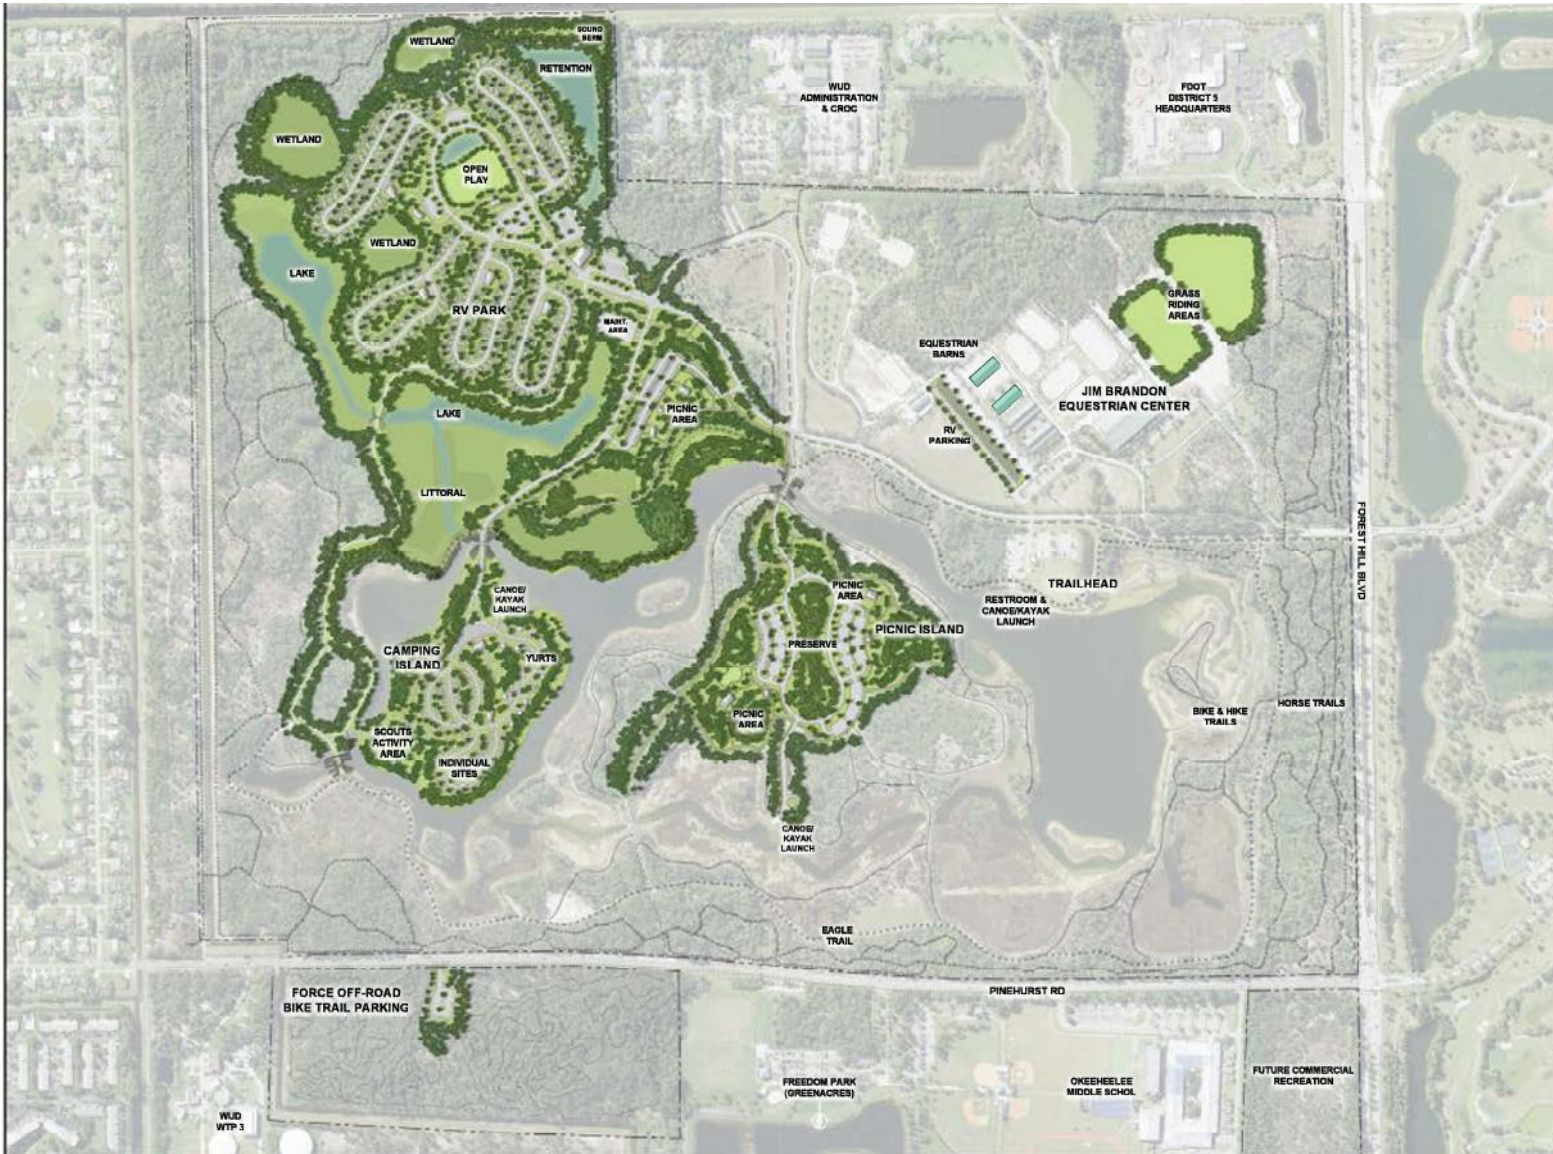 WETLAND
SOUND
BERM
RETENTION
WUD
ADMINISTRATION
& CROC
FDOT
DISTRICT 5
HEADQUARTERS
WETLAND
OPEN
PLAY
WETLAND
LAKE
RV PARK
MAINT.
AREA
GRASS
RIDING
AREAS
EQUESTRIAN
BARNS
JIM BRANDON
EQUESTRIAN CENTER
RV
PARKING
LAKE
PICNIC
AREA
LITTORAL
FOREST HILL BLVD
CANOE/
KAYAK
LAUNCH
PICNIC
AREA
TRAILHEAD
RESTROOM &
CANOE/KAYAK
LAUNCH
PICNIC ISLAND
PRESERVE
CAMPING
ISLAND
YURTS
PICNIC
AREA
BIKE & HIKE
TRAILS
HORSE TRAILS
SCOUTS
ACTIVITY
AREA
INDIVIDUAL
SITES
CANOE/
KAYAK
LAUNCH
EAGLE
TRAIL
FORCE OFF-ROAD
BIKE TRAIL PARKING
PINEHURST RD
FREEDOM PARK
(GREENACRES)
OKEEHEELEE
MIDDLE SCHOL
FUTURE COMMERCIAL
RECREATION
WUD
WTP 3